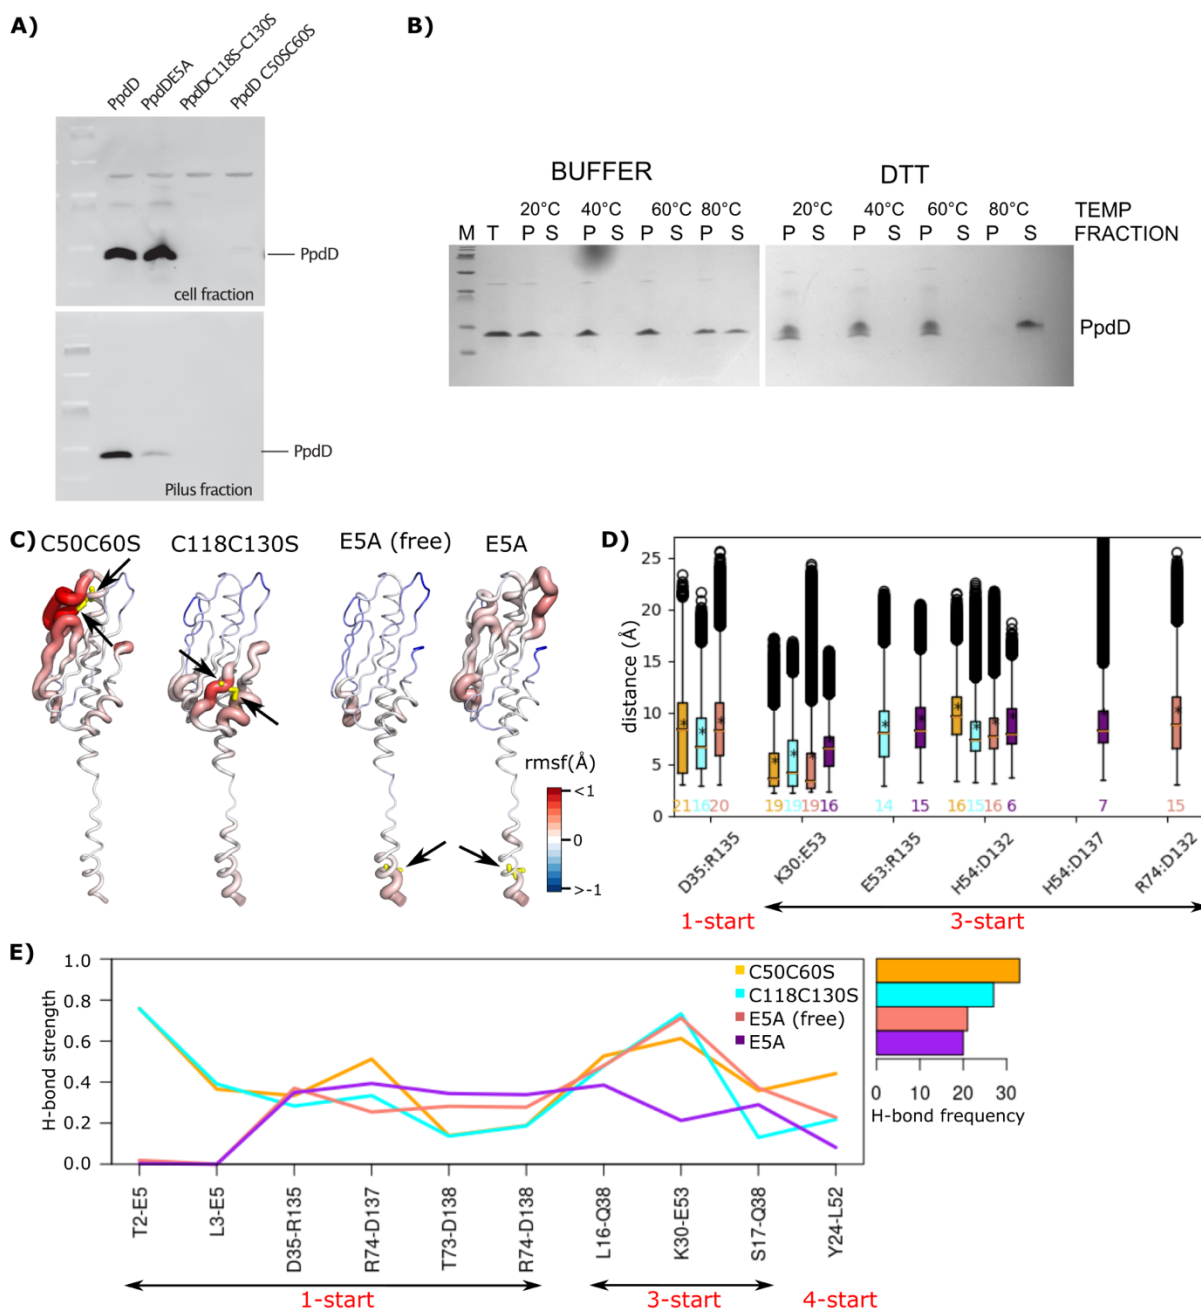 A)
PpdD
PpdDE5A
PpdDC118S-C130S
PpdD C50SC60S
PpdD
cell fraction
PpdD
Pilus fraction
B)
BUFFER
DTT
20°C 40°C 60°C 80°C 20°C 40°C 60°C 80°C TEMP
M T P S P S P S P S P S P S P S P S FRACTION
PpdD
C)
C50C60S C118C130S E5A (free) E5A
rmsf(Å)
<1
0
>-1
D)
distance (Å)
25
20
15
10
5
0
21 16 20 19 19 19 16 14 15 16 15 16 6 7 15
D35:R135
K30:E53
E53:R135
H54:D132
H54:D137
R74:D132
1-start
3-start
E)
H-bond strength
1.0
0.8
0.6
0.4
0.2
0.0
C50C60S
C118C130S
E5A (free)
E5A
T2-E5
L3-E5
D35-R135
R74-D137
T73-D138
R74-D138
L16-Q38
K30-E53
S17-Q38
Y24-L52
1-start
3-start
4-start
0 10 20 30
H-bond frequency